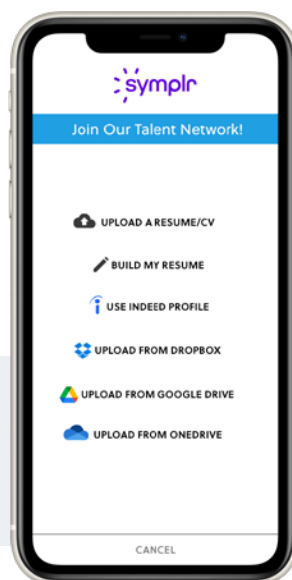 symplr
Join Our Talent Network!
UPLOAD A RESUME/CV
BUILD MY RESUME
USE INDEED PROFILE
UPLOAD FROM DROPBOX
UPLOAD FROM GOOGLE DRIVE
UPLOAD FROM ONEDRIVE
CANCEL